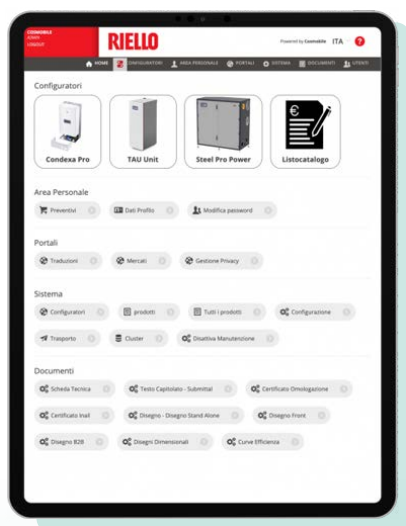 COSMOBILE
ADMIN
LOGOUT
RIELLO
Powered by Cosmobile ITA ?
HOME CONFIGURATORI AREA PERSONALE PORTALI SISTEMA DOCUMENTI UTENTI
Configuratori
Condexa Pro TAU Unit Steel Pro Power Listocatalogo
Area Personale
Preventivi Dati Profilo Modifica password
Portali
Traduzioni Mercati Gestione Privacy
Sistema
Configuratori prodotti Tutti i prodotti Configurazione
Trasporto Cluster Disattiva Manutenzione
Documenti
Scheda Tecnica Testo Capitolato - Submittal Certificato Omologazione
Certificato Inail Disegno - Disegno Stand Alone Disegno Front
Disegno B2B Disegni Dimensionali Curve Efficienza